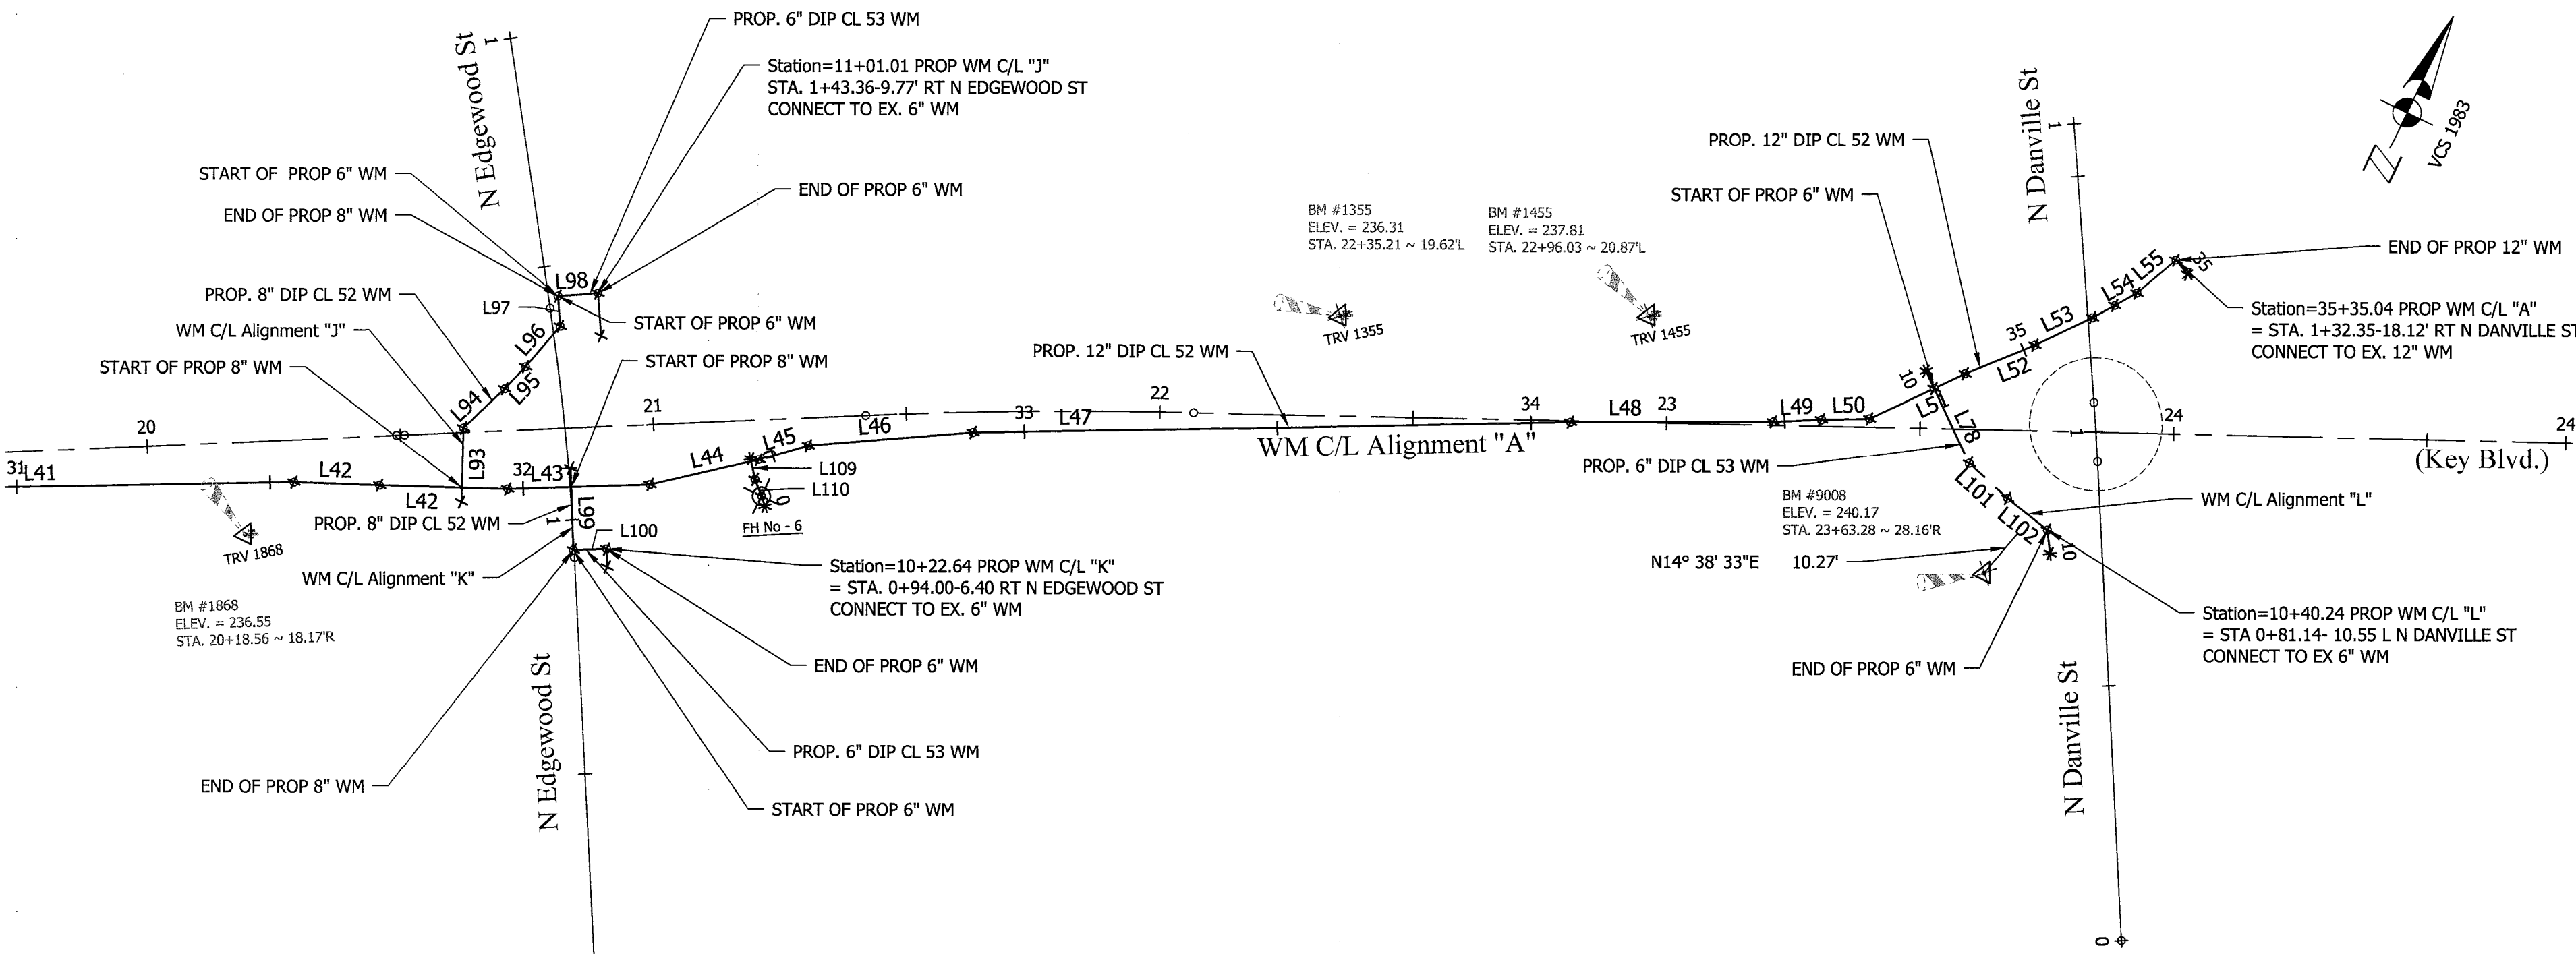 PROP. 6" DIP CL 53 WM
N Edgewood St
1
Station=11+01.01 PROP WM C/L "J"
STA. 1+43.36-9.77' RT N EDGEWOOD ST
CONNECT TO EX. 6" WM
START OF PROP 6" WM
END OF PROP 8" WM
END OF PROP 6" WM
L98
L97
PROP. 8" DIP CL 52 WM
WM C/L Alignment "J"
START OF PROP 8" WM
START OF PROP 6" WM
START OF PROP 8" WM
L96
L95
L94
L93
BM #1355
ELEV. = 236.31
STA. 22+35.21 ~ 19.62'L
BM #1455
ELEV. = 237.81
STA. 22+96.03 ~ 20.87'L
TRV 1355
TRV 1455
PROP. 12" DIP CL 52 WM
PROP. 12" DIP CL 52 WM
START OF PROP 6" WM
N Danville St
1
VCS 1983
END OF PROP 12" WM
35
Station=35+35.04 PROP WM C/L "A"
= STA. 1+32.35-18.12' RT N DANVILLE ST
CONNECT TO EX. 12" WM
L55
L54
L53
35
L52
10
L51
20
21
22
23
24
24
31
L41
L42
L42
32
L43
L44
L45
L46
33
L47
34
L48
L49
L50
WM C/L Alignment "A"
(Key Blvd.)
1
L78
PROP. 6" DIP CL 53 WM
L101
L102
10
WM C/L Alignment "L"
BM #9008
ELEV. = 240.17
STA. 23+63.28 ~ 28.16'R
N14° 38' 33"E 10.27'
Station=10+40.24 PROP WM C/L "L"
= STA 0+81.14- 10.55 L N DANVILLE ST
CONNECT TO EX 6" WM
END OF PROP 6" WM
N Danville St
0
L109
L110
0
FH No - 6
PROP. 8" DIP CL 52 WM
1
L99
L100
TRV 1868
WM C/L Alignment "K"
BM #1868
ELEV. = 236.55
STA. 20+18.56 ~ 18.17'R
Station=10+22.64 PROP WM C/L "K"
= STA. 0+94.00-6.40 RT N EDGEWOOD ST
CONNECT TO EX. 6" WM
END OF PROP 6" WM
N Edgewood St
PROP. 6" DIP CL 53 WM
END OF PROP 8" WM
START OF PROP 6" WM